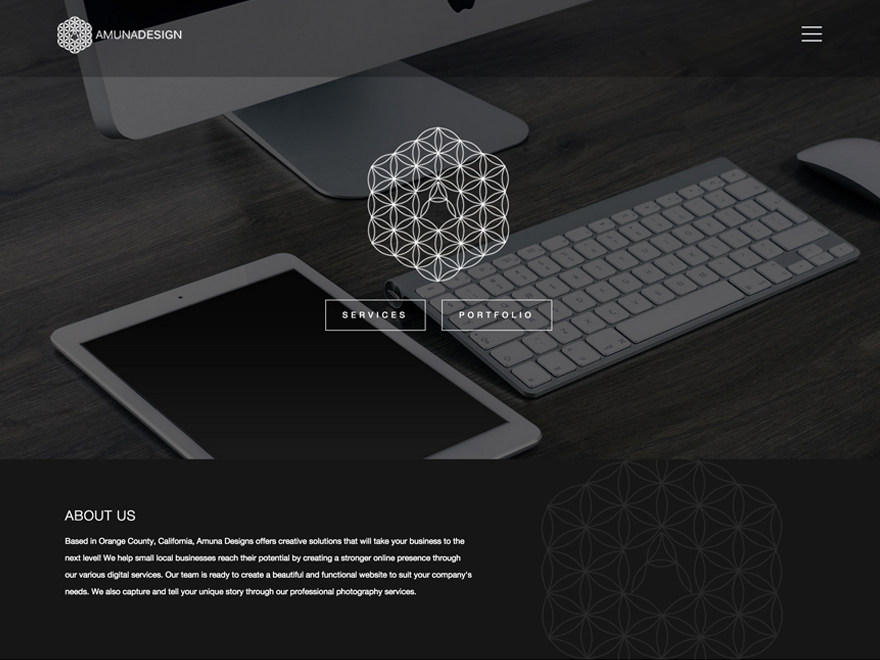 AMUNADESIGN
SERVICES
PORTFOLIO
ABOUT US
Based in Orange County, California, Amuna Designs offers creative solutions that will take your business to the
next level! We help small local businesses reach their potential by creating a stronger online presence through
our various digital services. Our team is ready to create a beautiful and functional website to suit your company's
needs. We also capture and tell your unique story through our professional photography services.